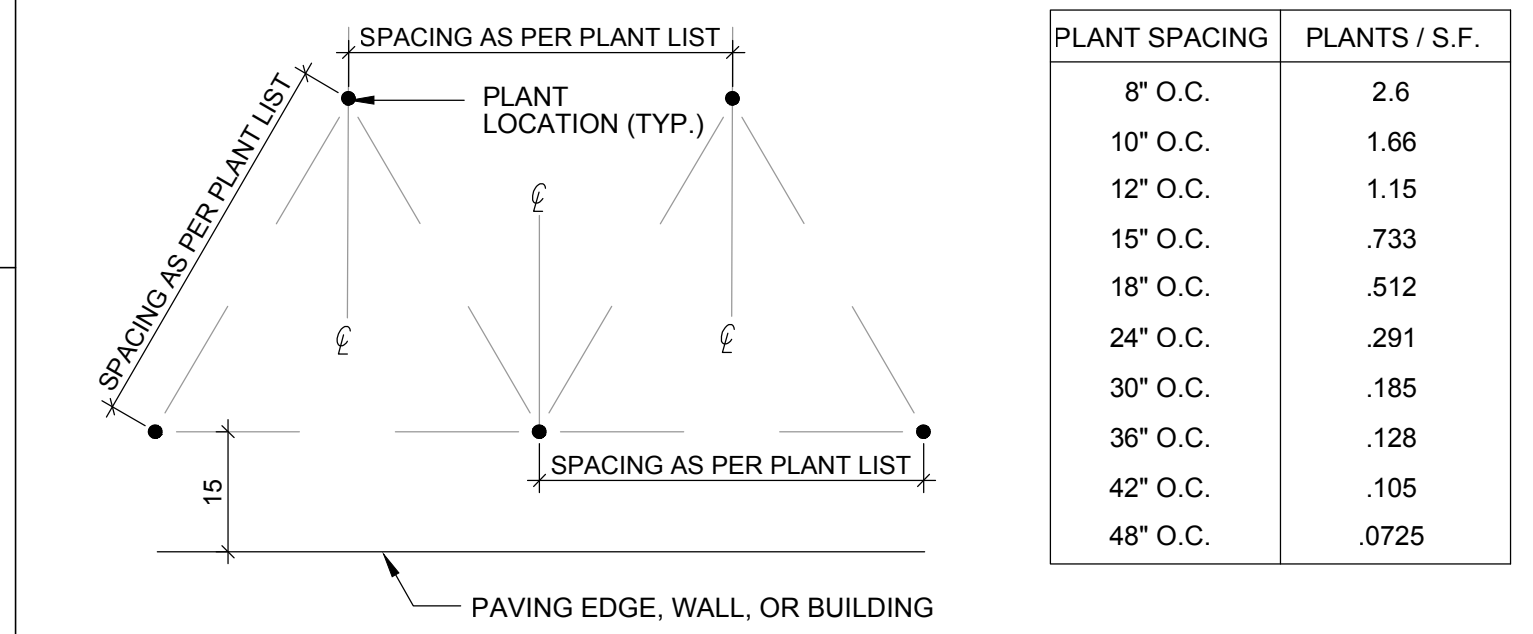 SPACING AS PER PLANT LIST
PLANT
LOCATION (TYP.)
SPACING AS PER PLANT LIST
℄
℄
℄
SPACING AS PER PLANT LIST
15
PAVING EDGE, WALL, OR BUILDING
PLANT SPACING PLANTS / S.F.
8" O.C. 2.6
10" O.C. 1.66
12" O.C. 1.15
15" O.C. .733
18" O.C. .512
24" O.C. .291
30" O.C. .185
36" O.C. .128
42" O.C. .105
48" O.C. .0725